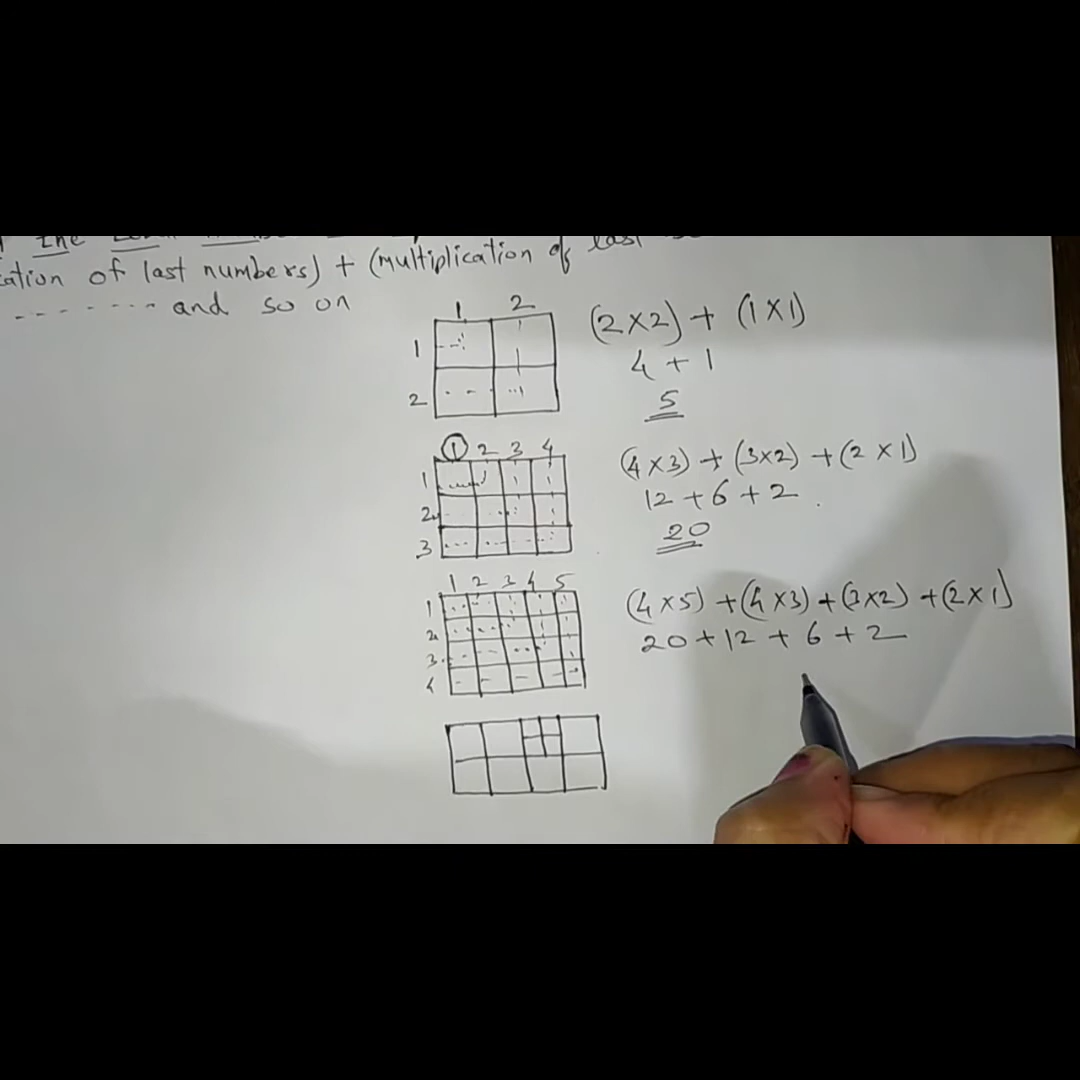 the
cation of last numbers) + (multiplication of last
- - - - - - - and so on
1 2
1
2
(2×2) + (1×1)
4 + 1
5
1 2 3 4
1
2
3
(4×3) + (3×2) + (2×1)
12 + 6 + 2
20
1 2 3 4 5
1
2
3
4
(4×5) + (4×3) + (3×2) + (2×1)
20 + 12 + 6 + 2